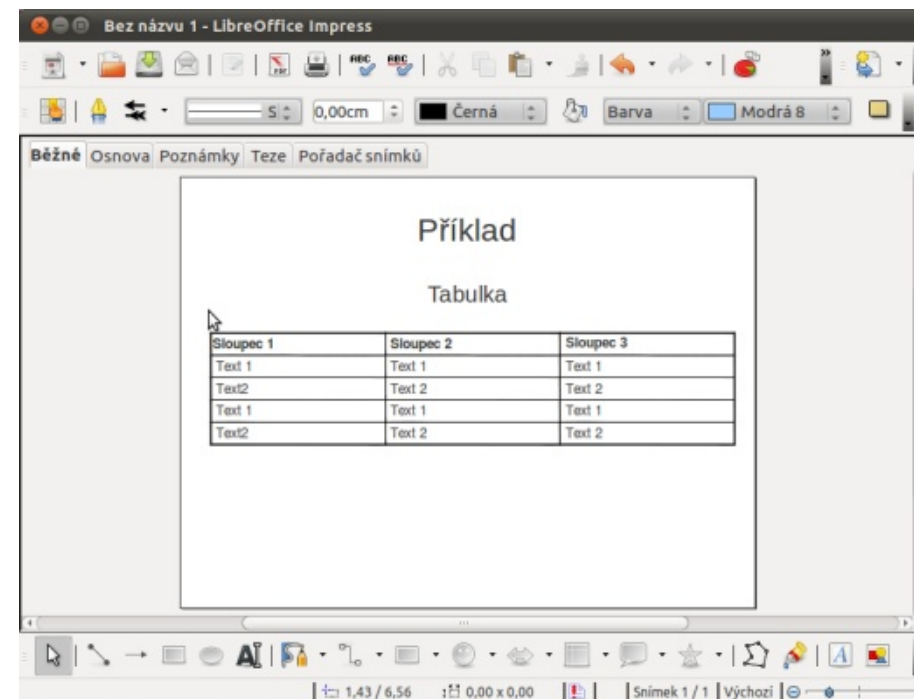 Bez názvu 1 - LibreOffice Impress
PDF ABC ABC
S 0,00cm Černá Barva Modrá 8
Běžné Osnova Poznámky Teze Pořadač snímků
Příklad
Tabulka
Sloupec 1 Sloupec 2 Sloupec 3
Text 1 Text 1 Text 1
Text2 Text 2 Text 2
Text 1 Text 1 Text 1
Text2 Text 2 Text 2
A A
1,43 / 6,56 0,00 x 0,00 Snímek 1 / 1 Výchozí